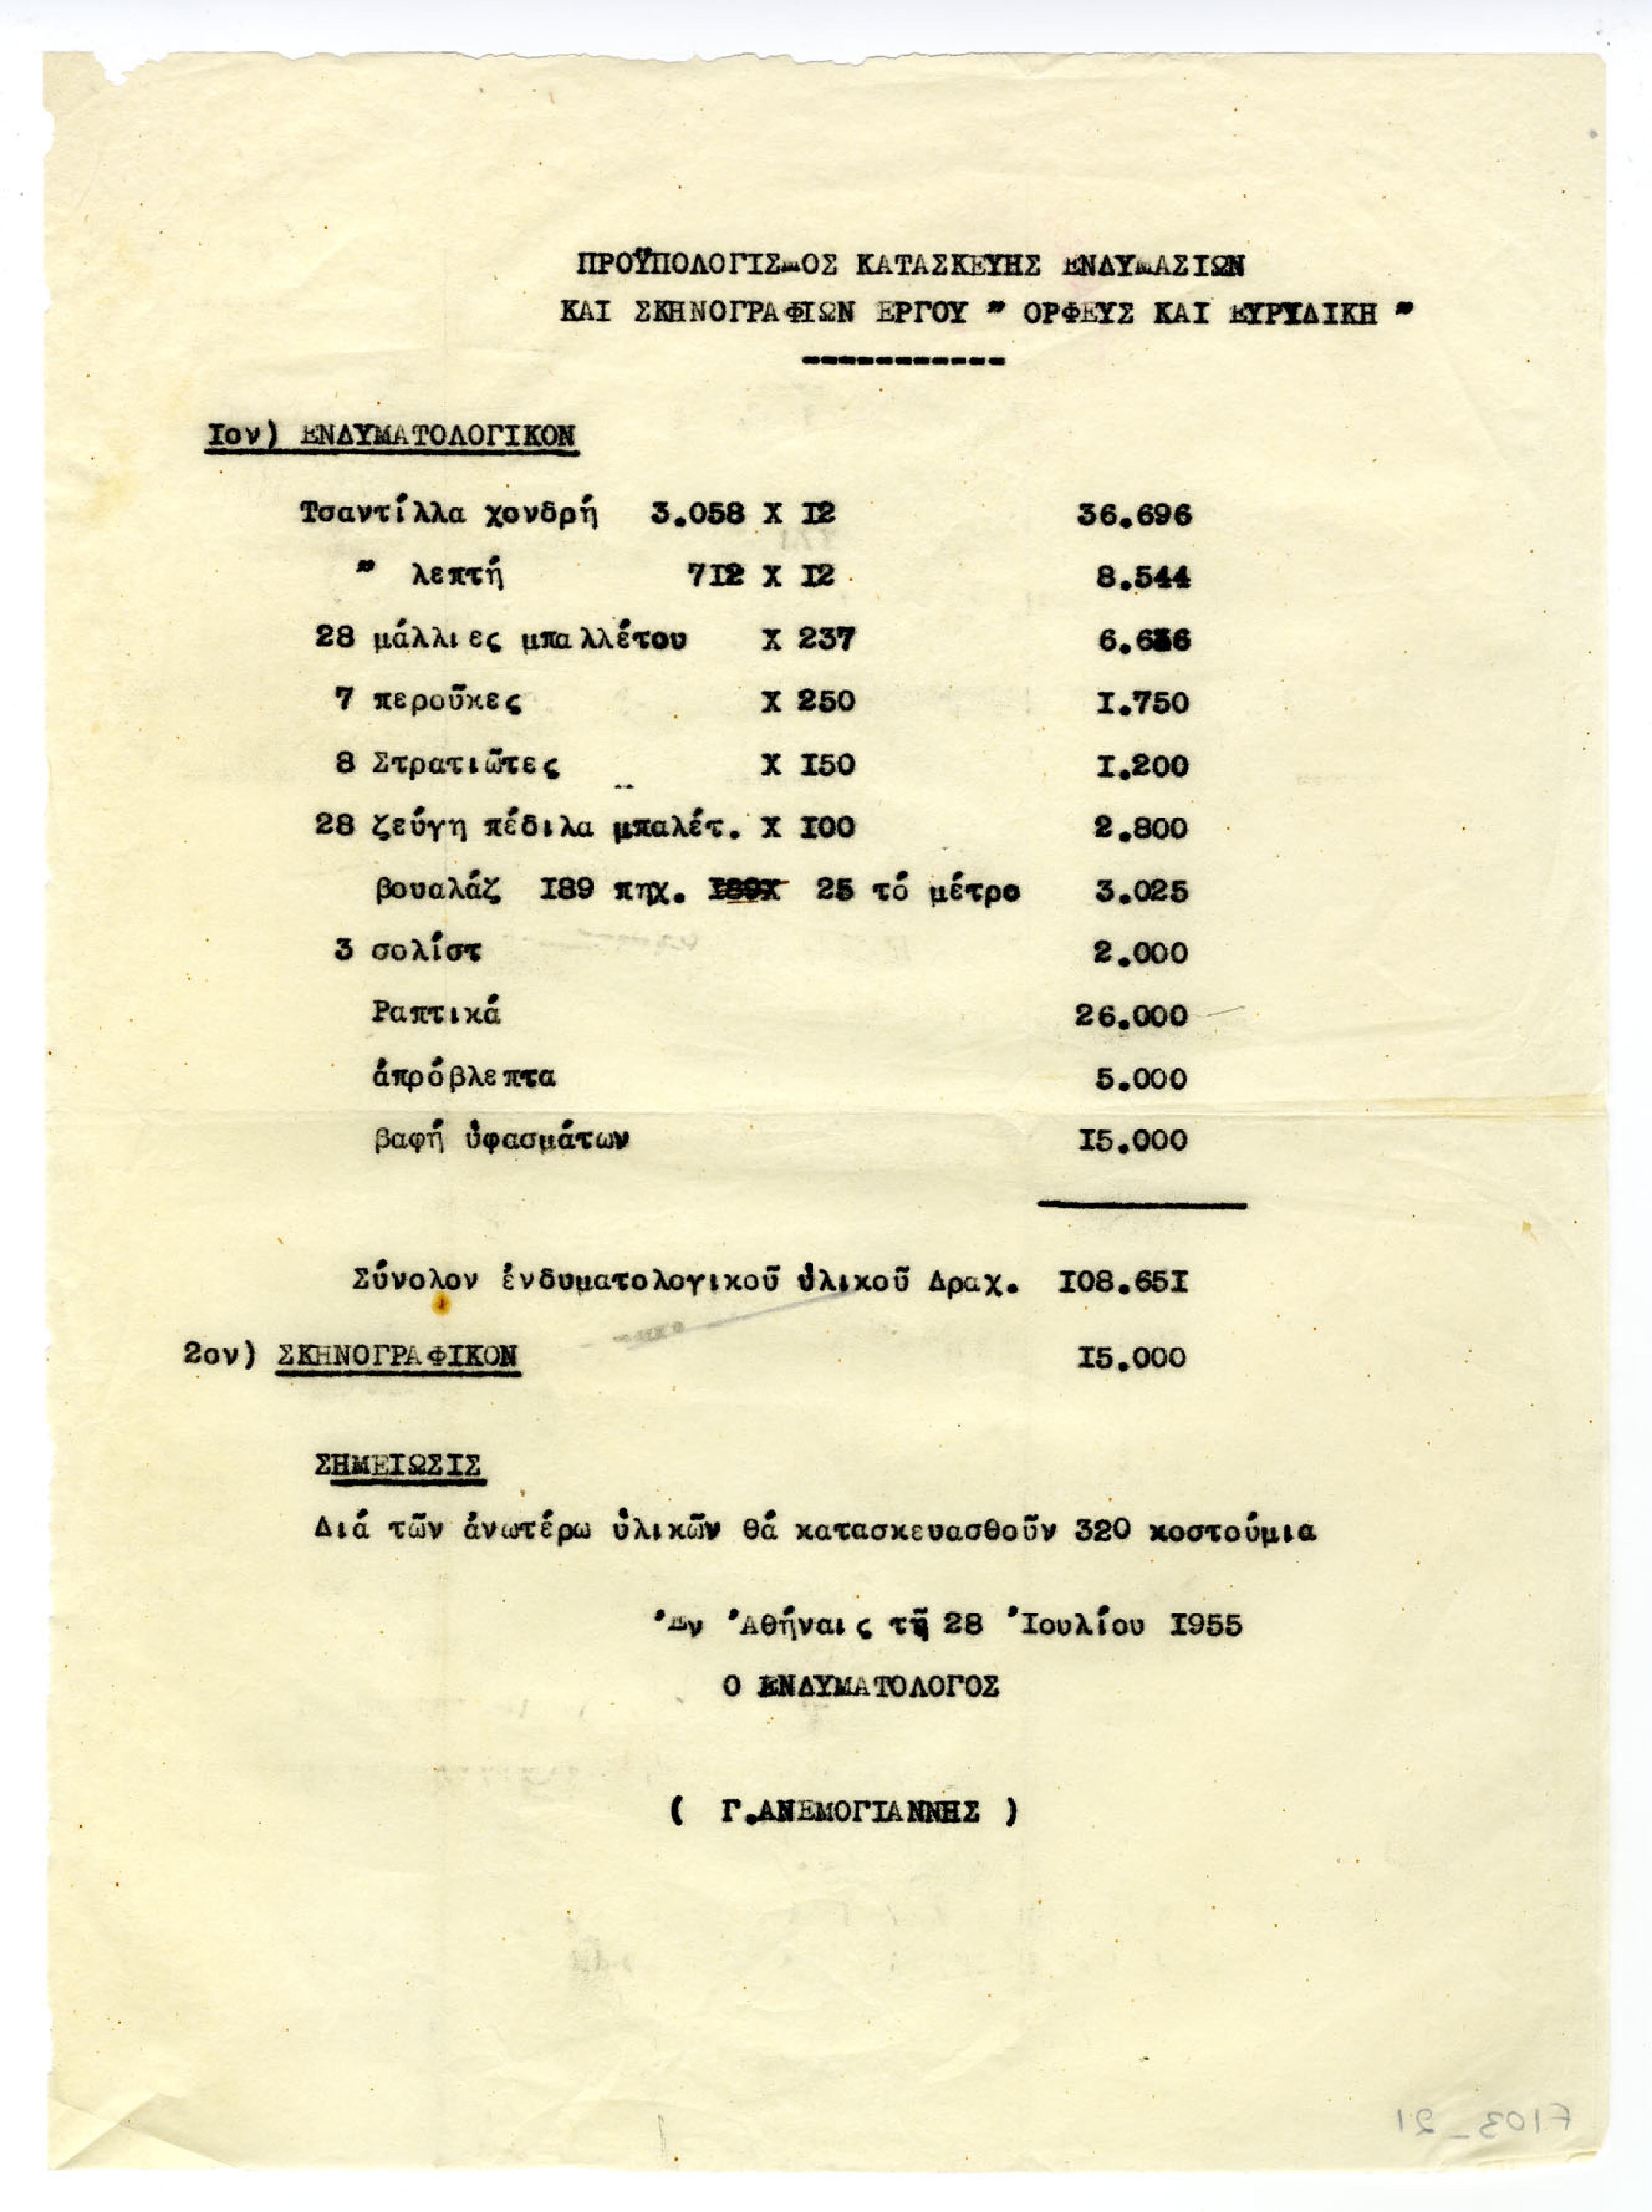 ΠΡΟΫΠΟΛΟΓΙΣΜΟΣ ΚΑΤΑΣΚΕΥΗΣ ΕΝΔΥΜΑΣΙΩΝ
ΚΑΙ ΣΚΗΝΟΓΡΑΦΙΩΝ ΕΡΓΟΥ " ΟΡΦΕΥΣ ΚΑΙ ΕΥΡΥΔΙΚΗ "
Ιον) ΕΝΔΥΜΑΤΟΛΟΓΙΚΟΝ
Τσαντίλλα χονδρή 3.058 Χ Ι2 36.696
" λεπτή 7Ι2 Χ Ι2 8.544
28 μάλλιες μπαλλέτου Χ 237 6.636
7 περοῦκες Χ 250 Ι.750
8 Στρατιῶτες Χ Ι50 Ι.200
28 ζεύγη πέδιλα μπαλέτ. Χ Ι00 2.800
βουαλάζ Ι89 πηχ. 25 τό μέτρο 3.025
3 σολίστ 2.000
Ραπτικά 26.000
ἀπρόβλεπτα 5.000
βαφή ὑφασμάτων Ι5.000
Σύνολον ἐνδυματολογικοῦ ὑλικοῦ Δραχ. Ι08.65Ι
2ον) ΣΚΗΝΟΓΡΑΦΙΚΟΝ Ι5.000
ΣΗΜΕΙΩΣΙΣ
Διά τῶν ἀνωτέρω ὑλικῶν θά κατασκευασθοῦν 320 κοστούμια
Ἐν Ἀθήναις τῇ 28 Ἰουλίου Ι955
Ο ΕΝΔΥΜΑΤΟΛΟΓΟΣ
( Γ.ΑΝΕΜΟΓΙΑΝΝΗΣ )
F103_21